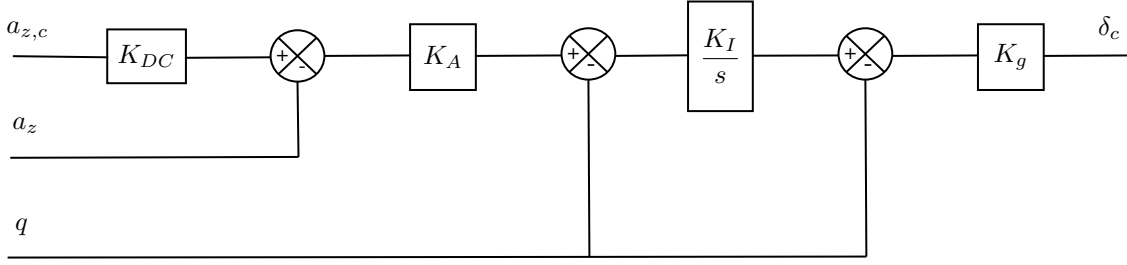 a_{z,c}
K_{DC}
+
-
K_A
+
-
K_I
s
+
-
K_g
δ_c
a_z
q